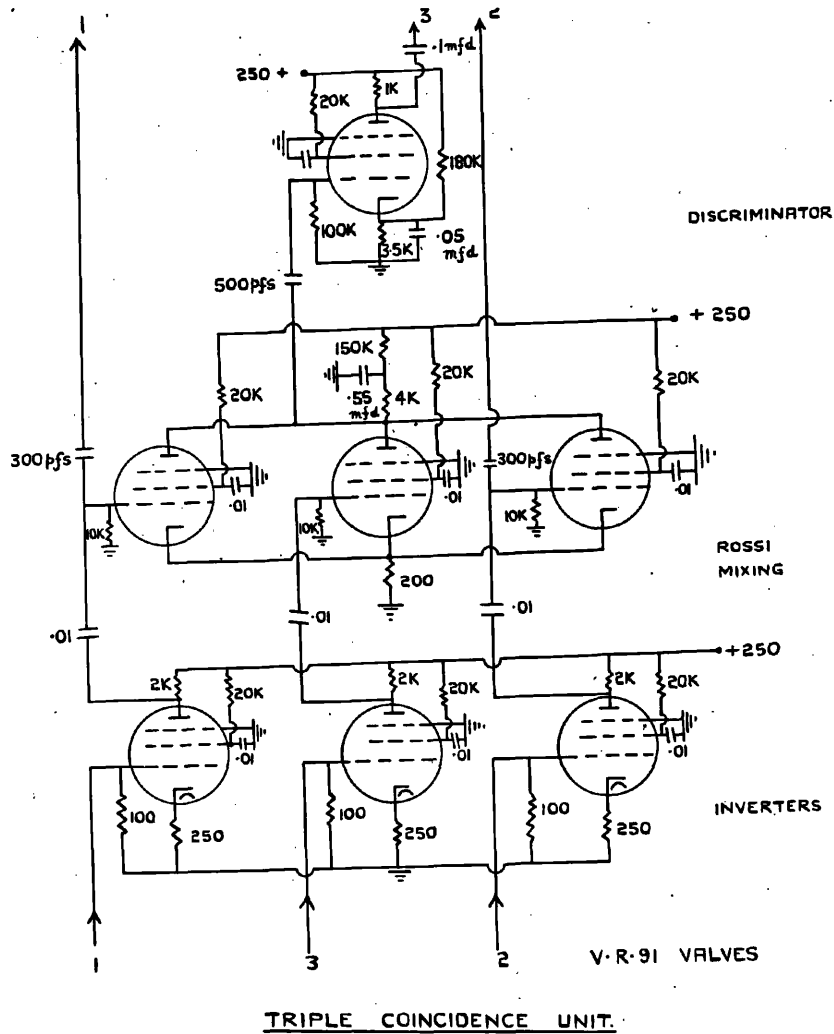 1
3
2
.1mfd
250 +
20K
1K
180K
100K
3.5K
.05
mfd
DISCRIMINATOR
500pfs
+ 250
150K
20K
20K
20K
.55
mfd
4K
300pfs
300pfs
.01
.01
.01
10K
10K
10K
200
ROSSI
MIXING
.01
.01
.01
+250
2K
20K
2K
20K
2K
20K
.01
.01
.01
100
250
100
250
100
250
INVERTERS
1
3
2
V.R.91 VALVES
TRIPLE COINCIDENCE UNIT.